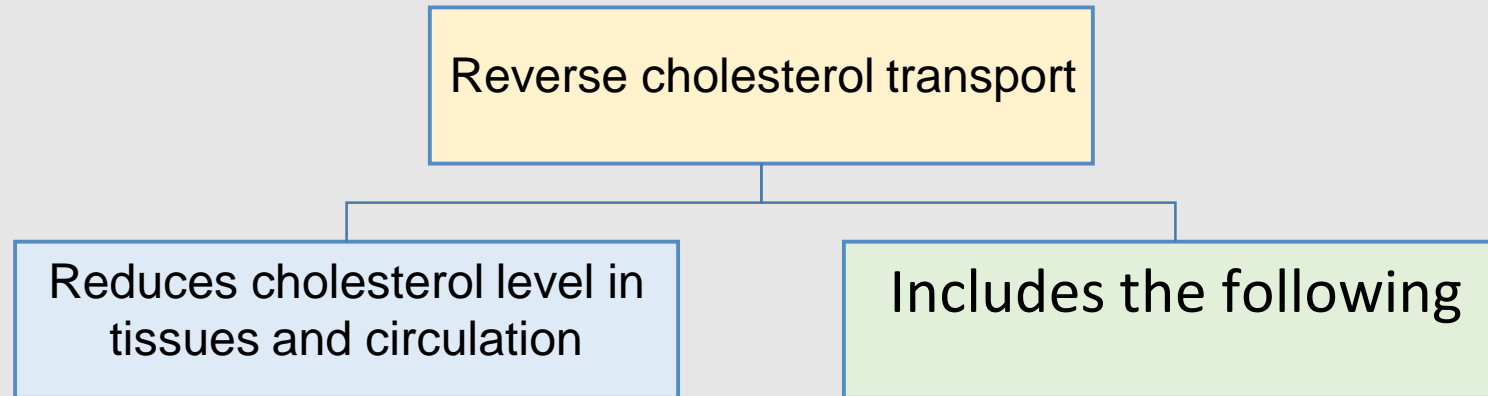 Reverse cholesterol transport
Reduces cholesterol level in
tissues and circulation
Includes the following